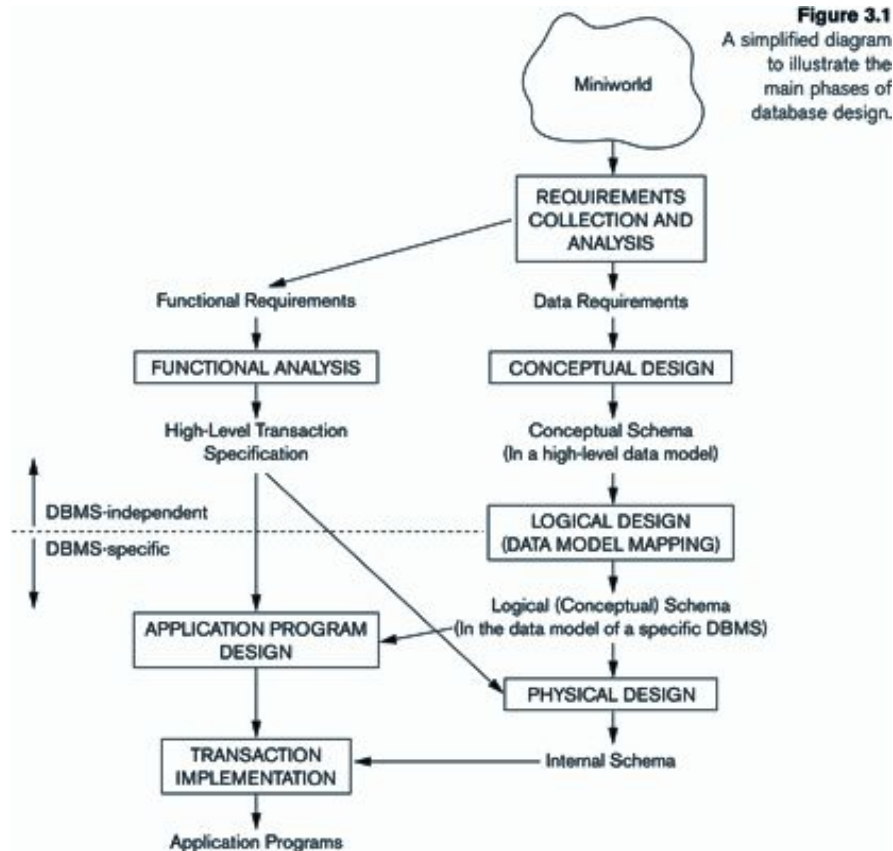 Figure 3.1
A simplified diagram
to illustrate the
main phases of
database design.
Miniworld
REQUIREMENTS
COLLECTION AND
ANALYSIS
Functional Requirements
Data Requirements
FUNCTIONAL ANALYSIS
CONCEPTUAL DESIGN
High-Level Transaction
Specification
Conceptual Schema
(In a high-level data model)
DBMS-independent
LOGICAL DESIGN
(DATA MODEL MAPPING)
DBMS-specific
Logical (Conceptual) Schema
(In the data model of a specific DBMS)
APPLICATION PROGRAM
DESIGN
PHYSICAL DESIGN
TRANSACTION
IMPLEMENTATION
Internal Schema
Application Programs